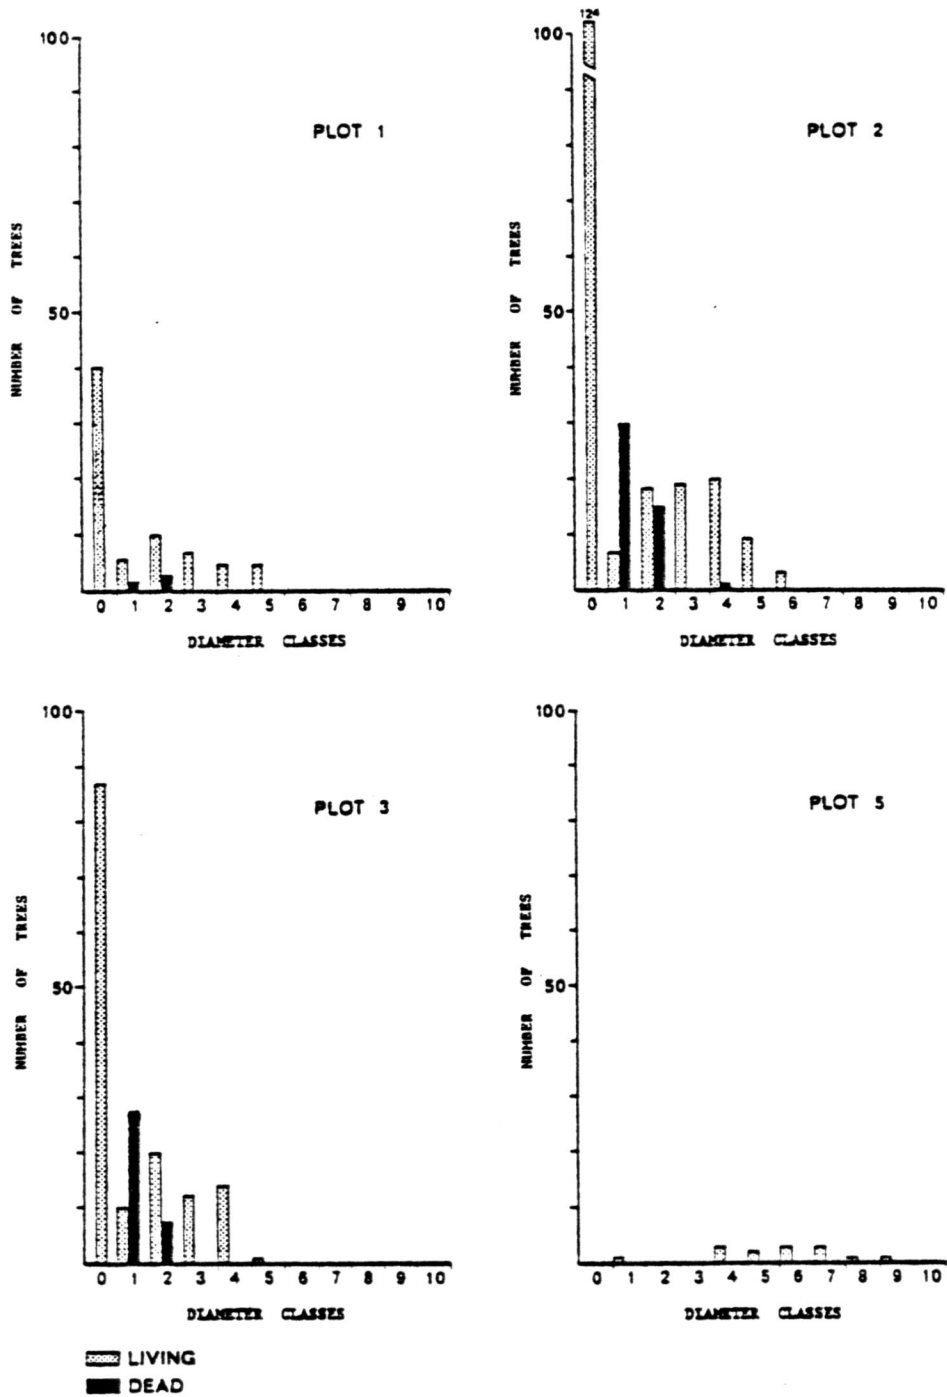 100
PLOT 1
NUMBER OF TREES
50
0 1 2 3 4 5 6 7 8 9 10
DIAMETER CLASSES
124
100
PLOT 2
NUMBER OF TREES
50
0 1 2 3 4 5 6 7 8 9 10
DIAMETER CLASSES
100
PLOT 3
NUMBER OF TREES
50
0 1 2 3 4 5 6 7 8 9 10
DIAMETER CLASSES
100
PLOT 5
NUMBER OF TREES
50
0 1 2 3 4 5 6 7 8 9 10
DIAMETER CLASSES
LIVING
DEAD